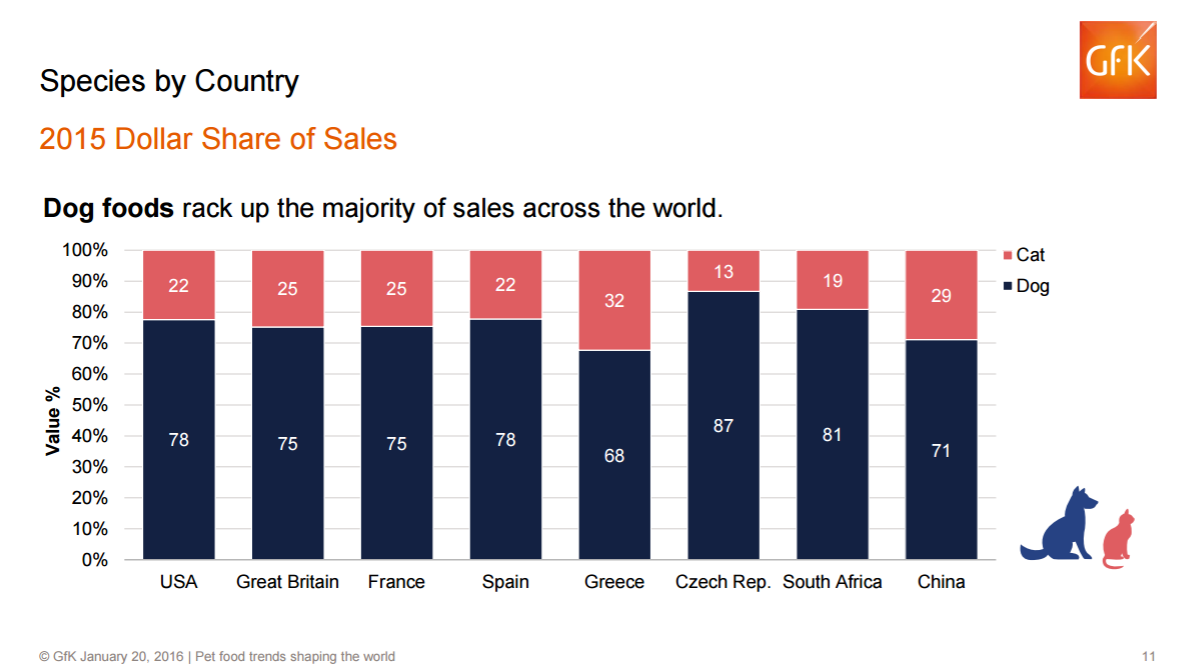 GfK
Species by Country
2015 Dollar Share of Sales
Dog foods rack up the majority of sales across the world.
Value %
100%
90%
80%
70%
60%
50%
40%
30%
20%
10%
0%
22 25 25 22 32 13 19 29
78 75 75 78 68 87 81 71
USA Great Britain France Spain Greece Czech Rep. South Africa China
Cat
Dog
© GfK January 20, 2016 | Pet food trends shaping the world
11